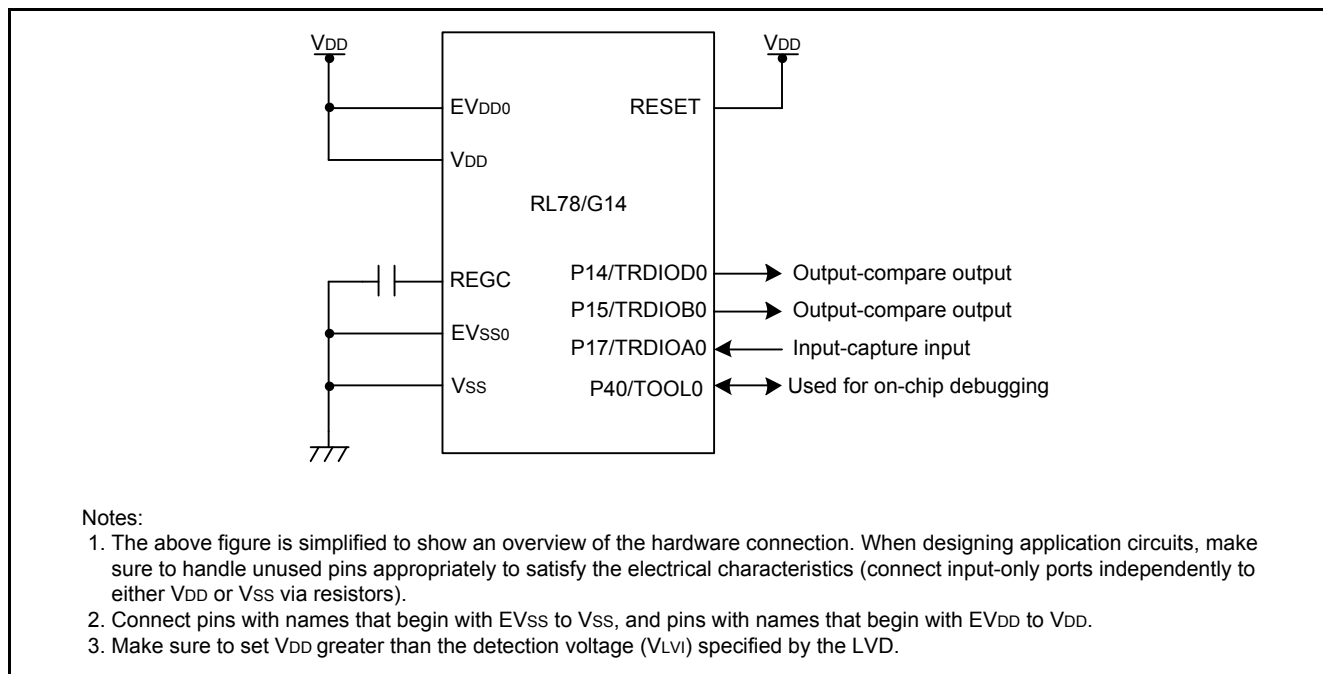 VDD
VDD
EVDD0
RESET
VDD
RL78/G14
REGC
P14/TRDIOD0
Output-compare output
P15/TRDIOB0
Output-compare output
EVSS0
P17/TRDIOA0
Input-capture input
VSS
P40/TOOL0
Used for on-chip debugging
Notes:
1. The above figure is simplified to show an overview of the hardware connection. When designing application circuits, make
sure to handle unused pins appropriately to satisfy the electrical characteristics (connect input-only ports independently to
either VDD or VSS via resistors).
2. Connect pins with names that begin with EVSS to VSS, and pins with names that begin with EVDD to VDD.
3. Make sure to set VDD greater than the detection voltage (VLVI) specified by the LVD.